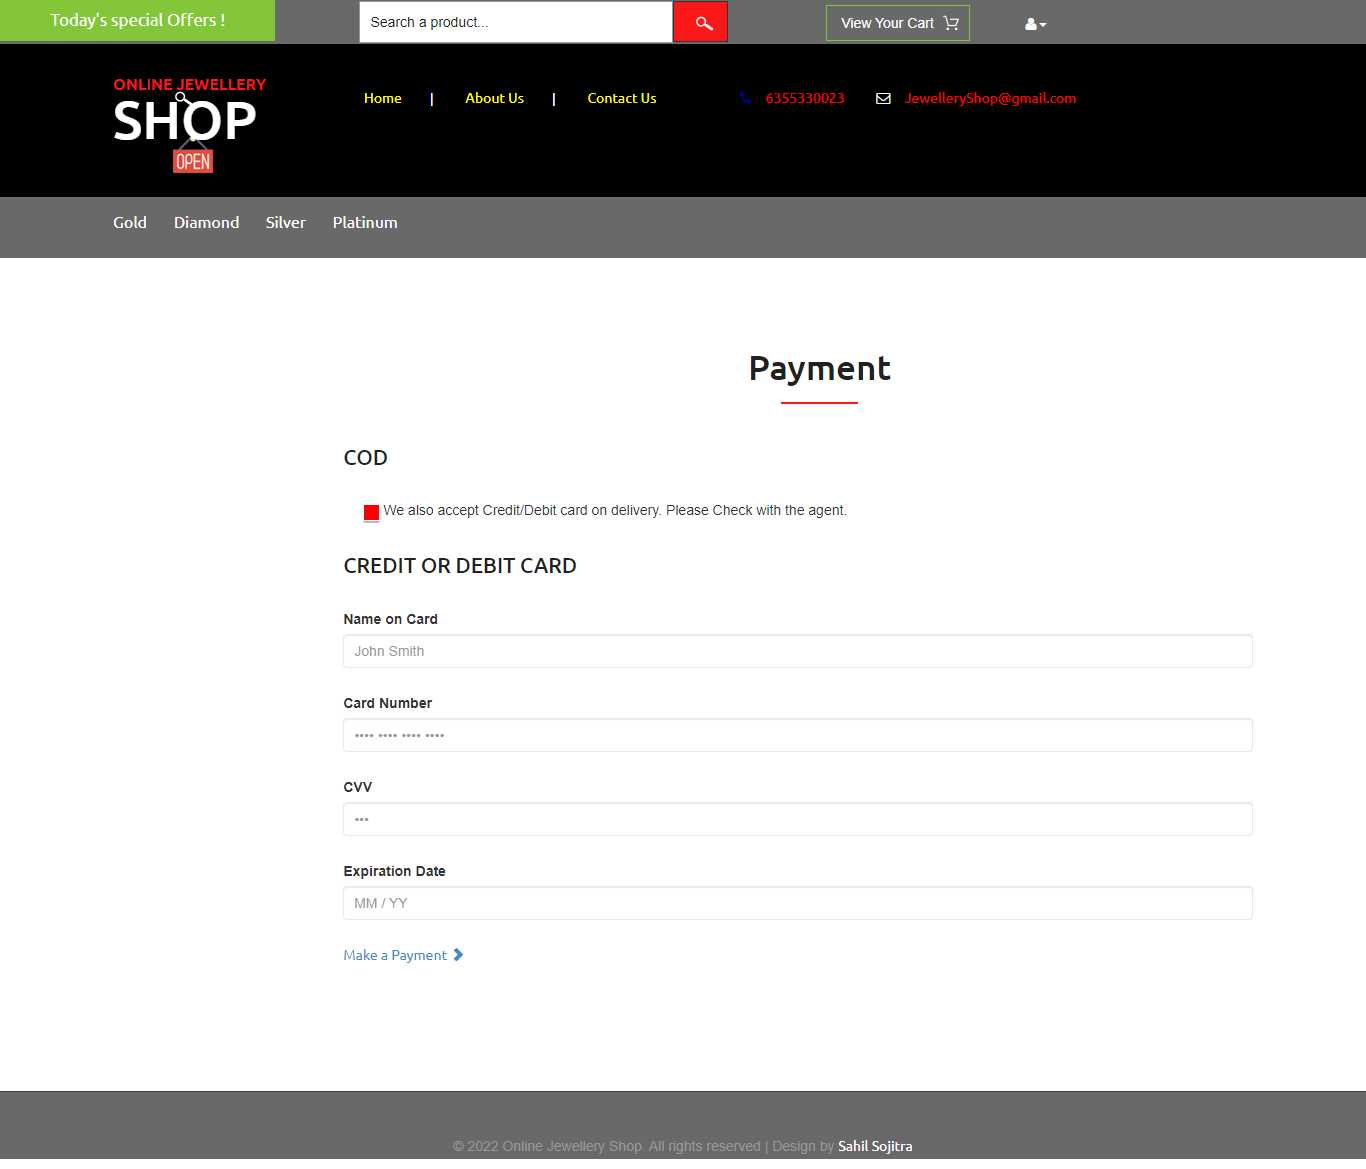 Today's special Offers !
Search a product...
View Your Cart
ONLINE JEWELLERY
SHOP
OPEN
Home | About Us | Contact Us
6355330023
JewelleryShop@gmail.com
Gold Diamond Silver Platinum
Payment
COD
We also accept Credit/Debit card on delivery. Please Check with the agent.
CREDIT OR DEBIT CARD
Name on Card
John Smith
Card Number
•••• •••• •••• ••••
CVV
•••
Expiration Date
MM / YY
Make a Payment
© 2022 Online Jewellery Shop. All rights reserved | Design by Sahil Sojitra